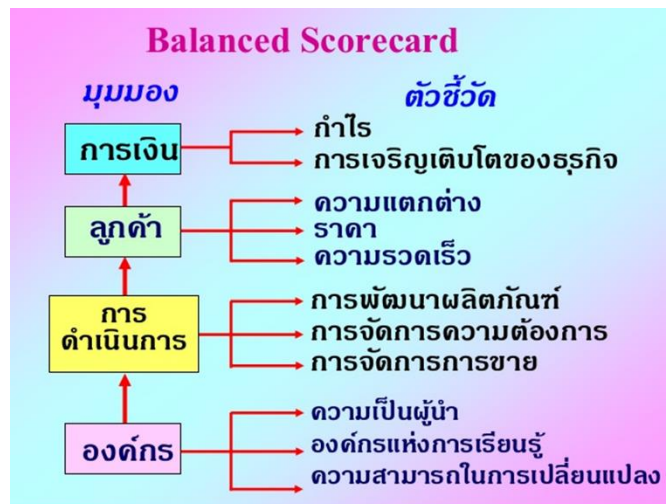 Balanced Scorecard
มุมมอง
ตัวชี้วัด
การเงิน
กำไร
การเจริญเติบโตของธุรกิจ
ลูกค้า
ความแตกต่าง
ราคา
ความรวดเร็ว
การ
ดำเนินการ
การพัฒนาผลิตภัณฑ์
การจัดการความต้องการ
การจัดการการขาย
องค์กร
ความเป็นผู้นำ
องค์กรแห่งการเรียนรู้
ความสามารถในการเปลี่ยนแปลง